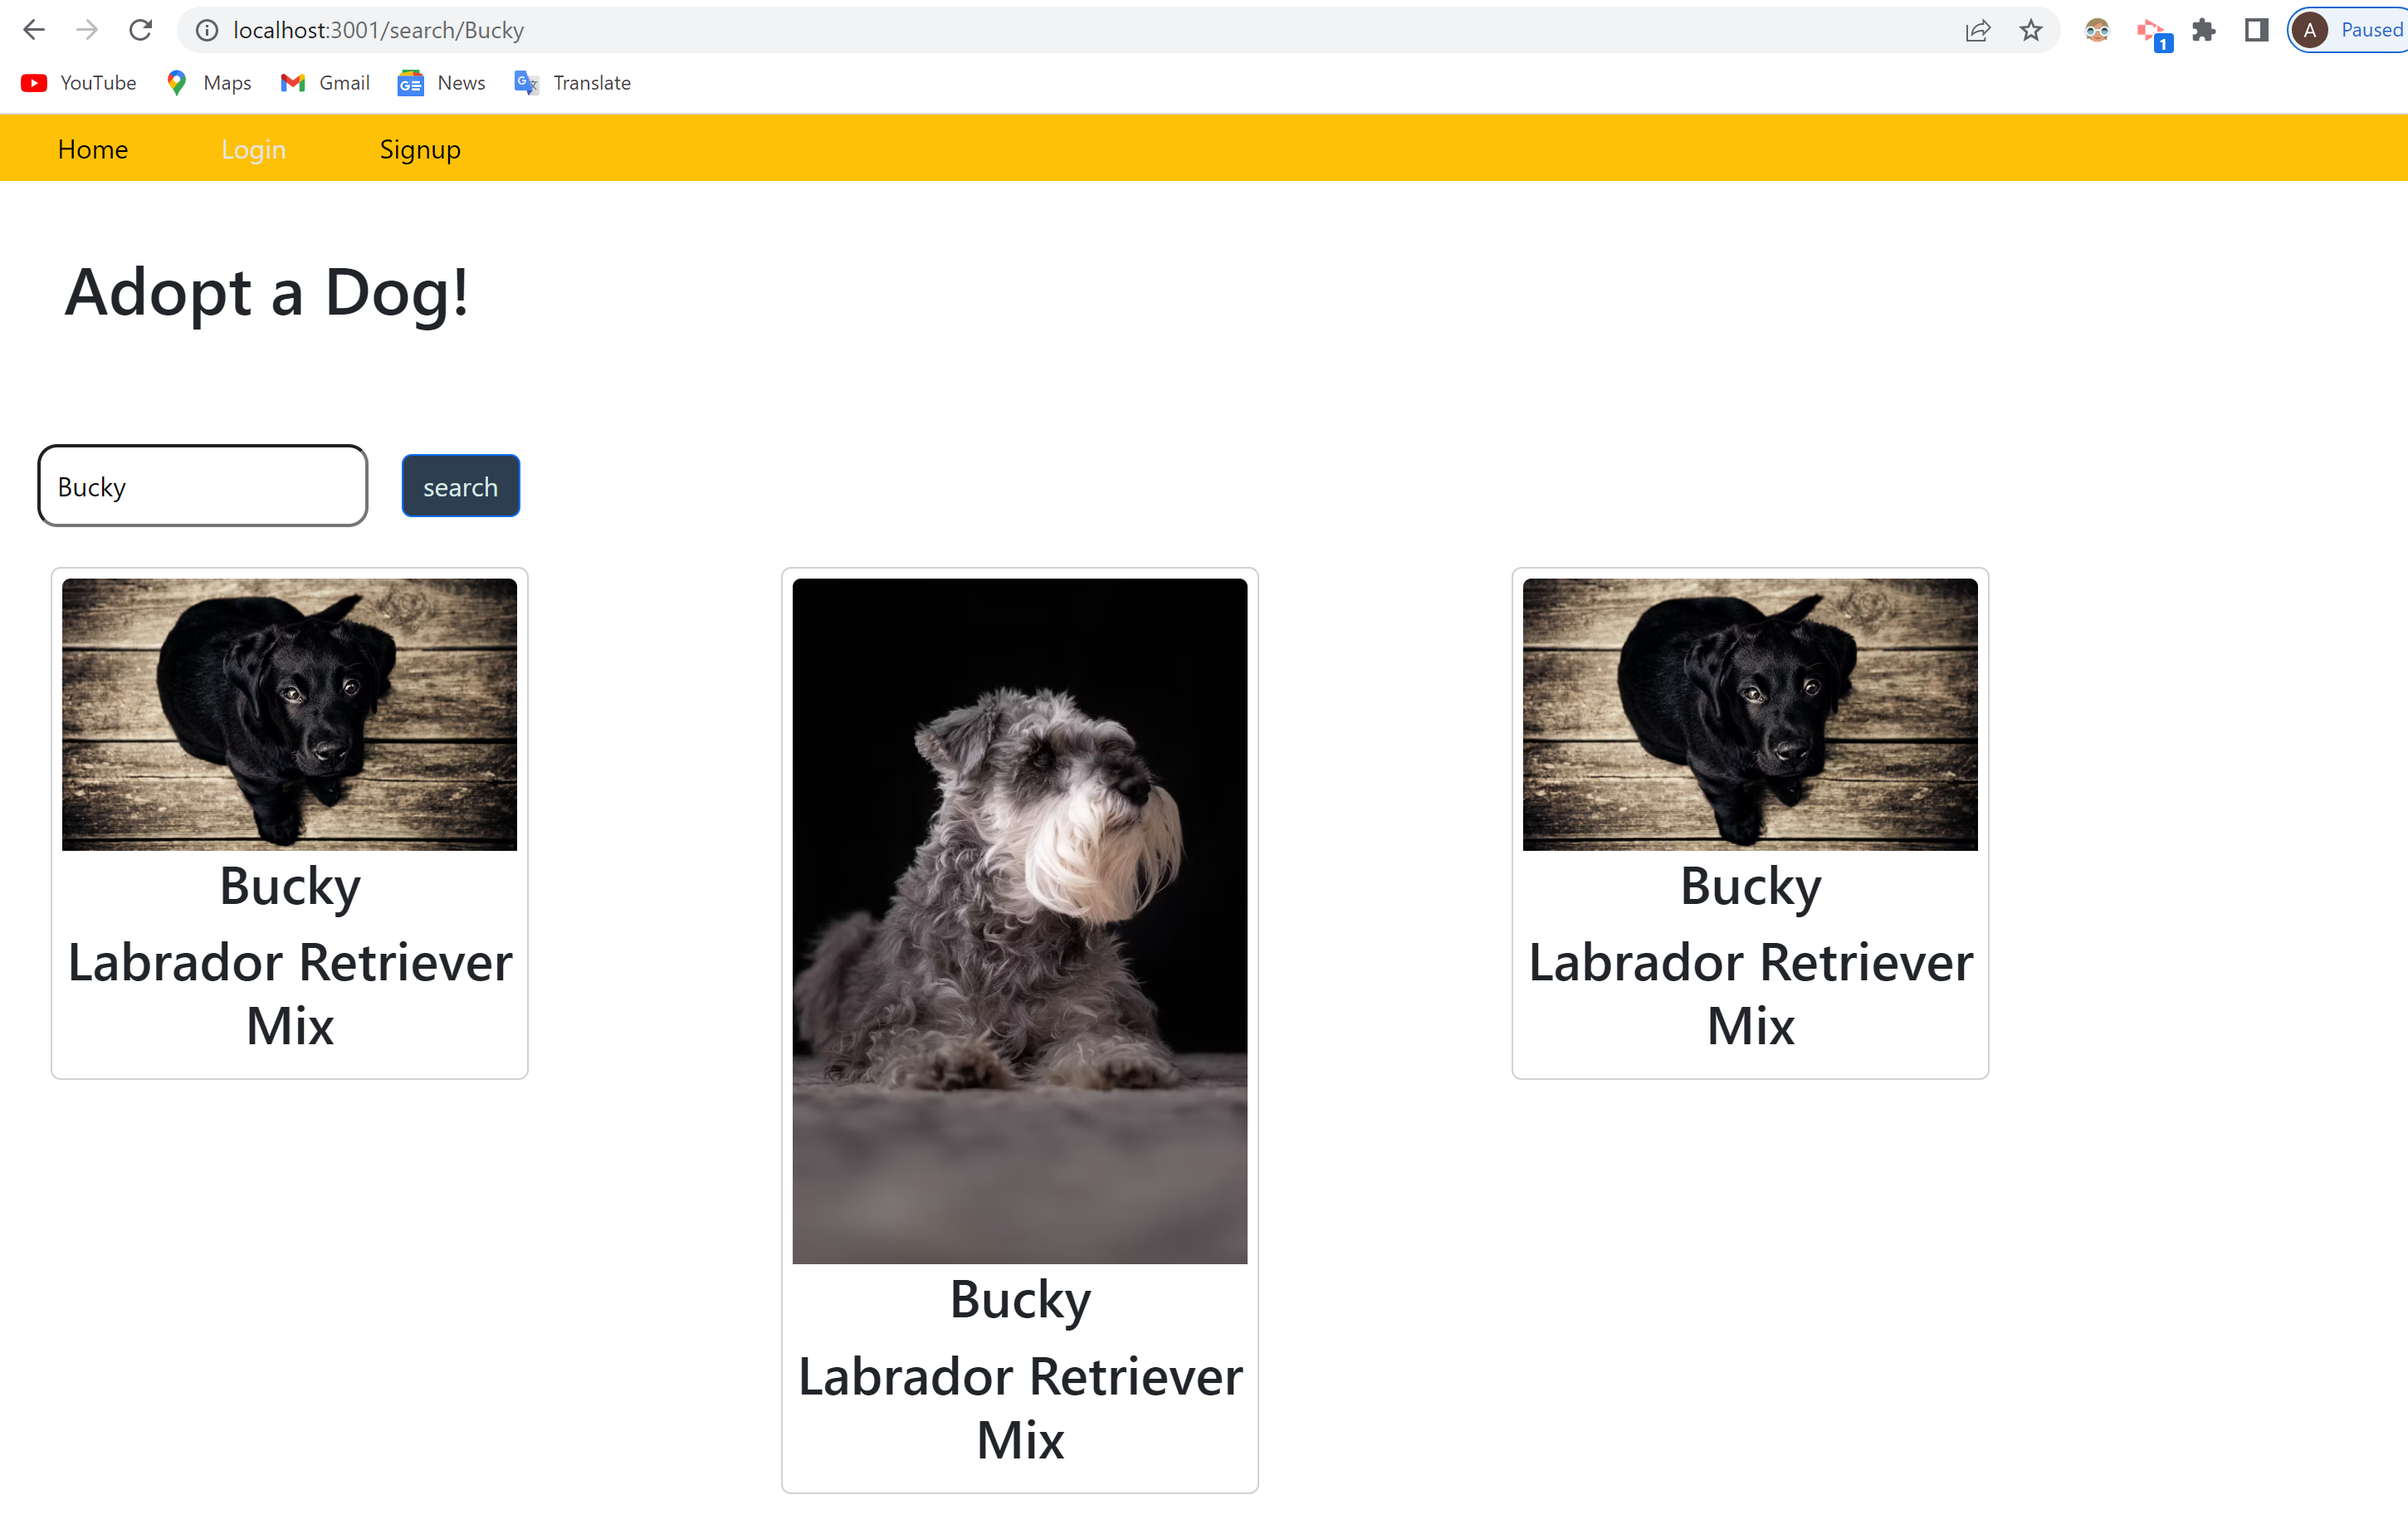 localhost:3001/search/Bucky
A Paused
1
YouTube Maps Gmail News Translate
Home Login Signup
Adopt a Dog!
Bucky search
Bucky
Labrador Retriever
Mix
Bucky
Labrador Retriever
Mix
Bucky
Labrador Retriever
Mix